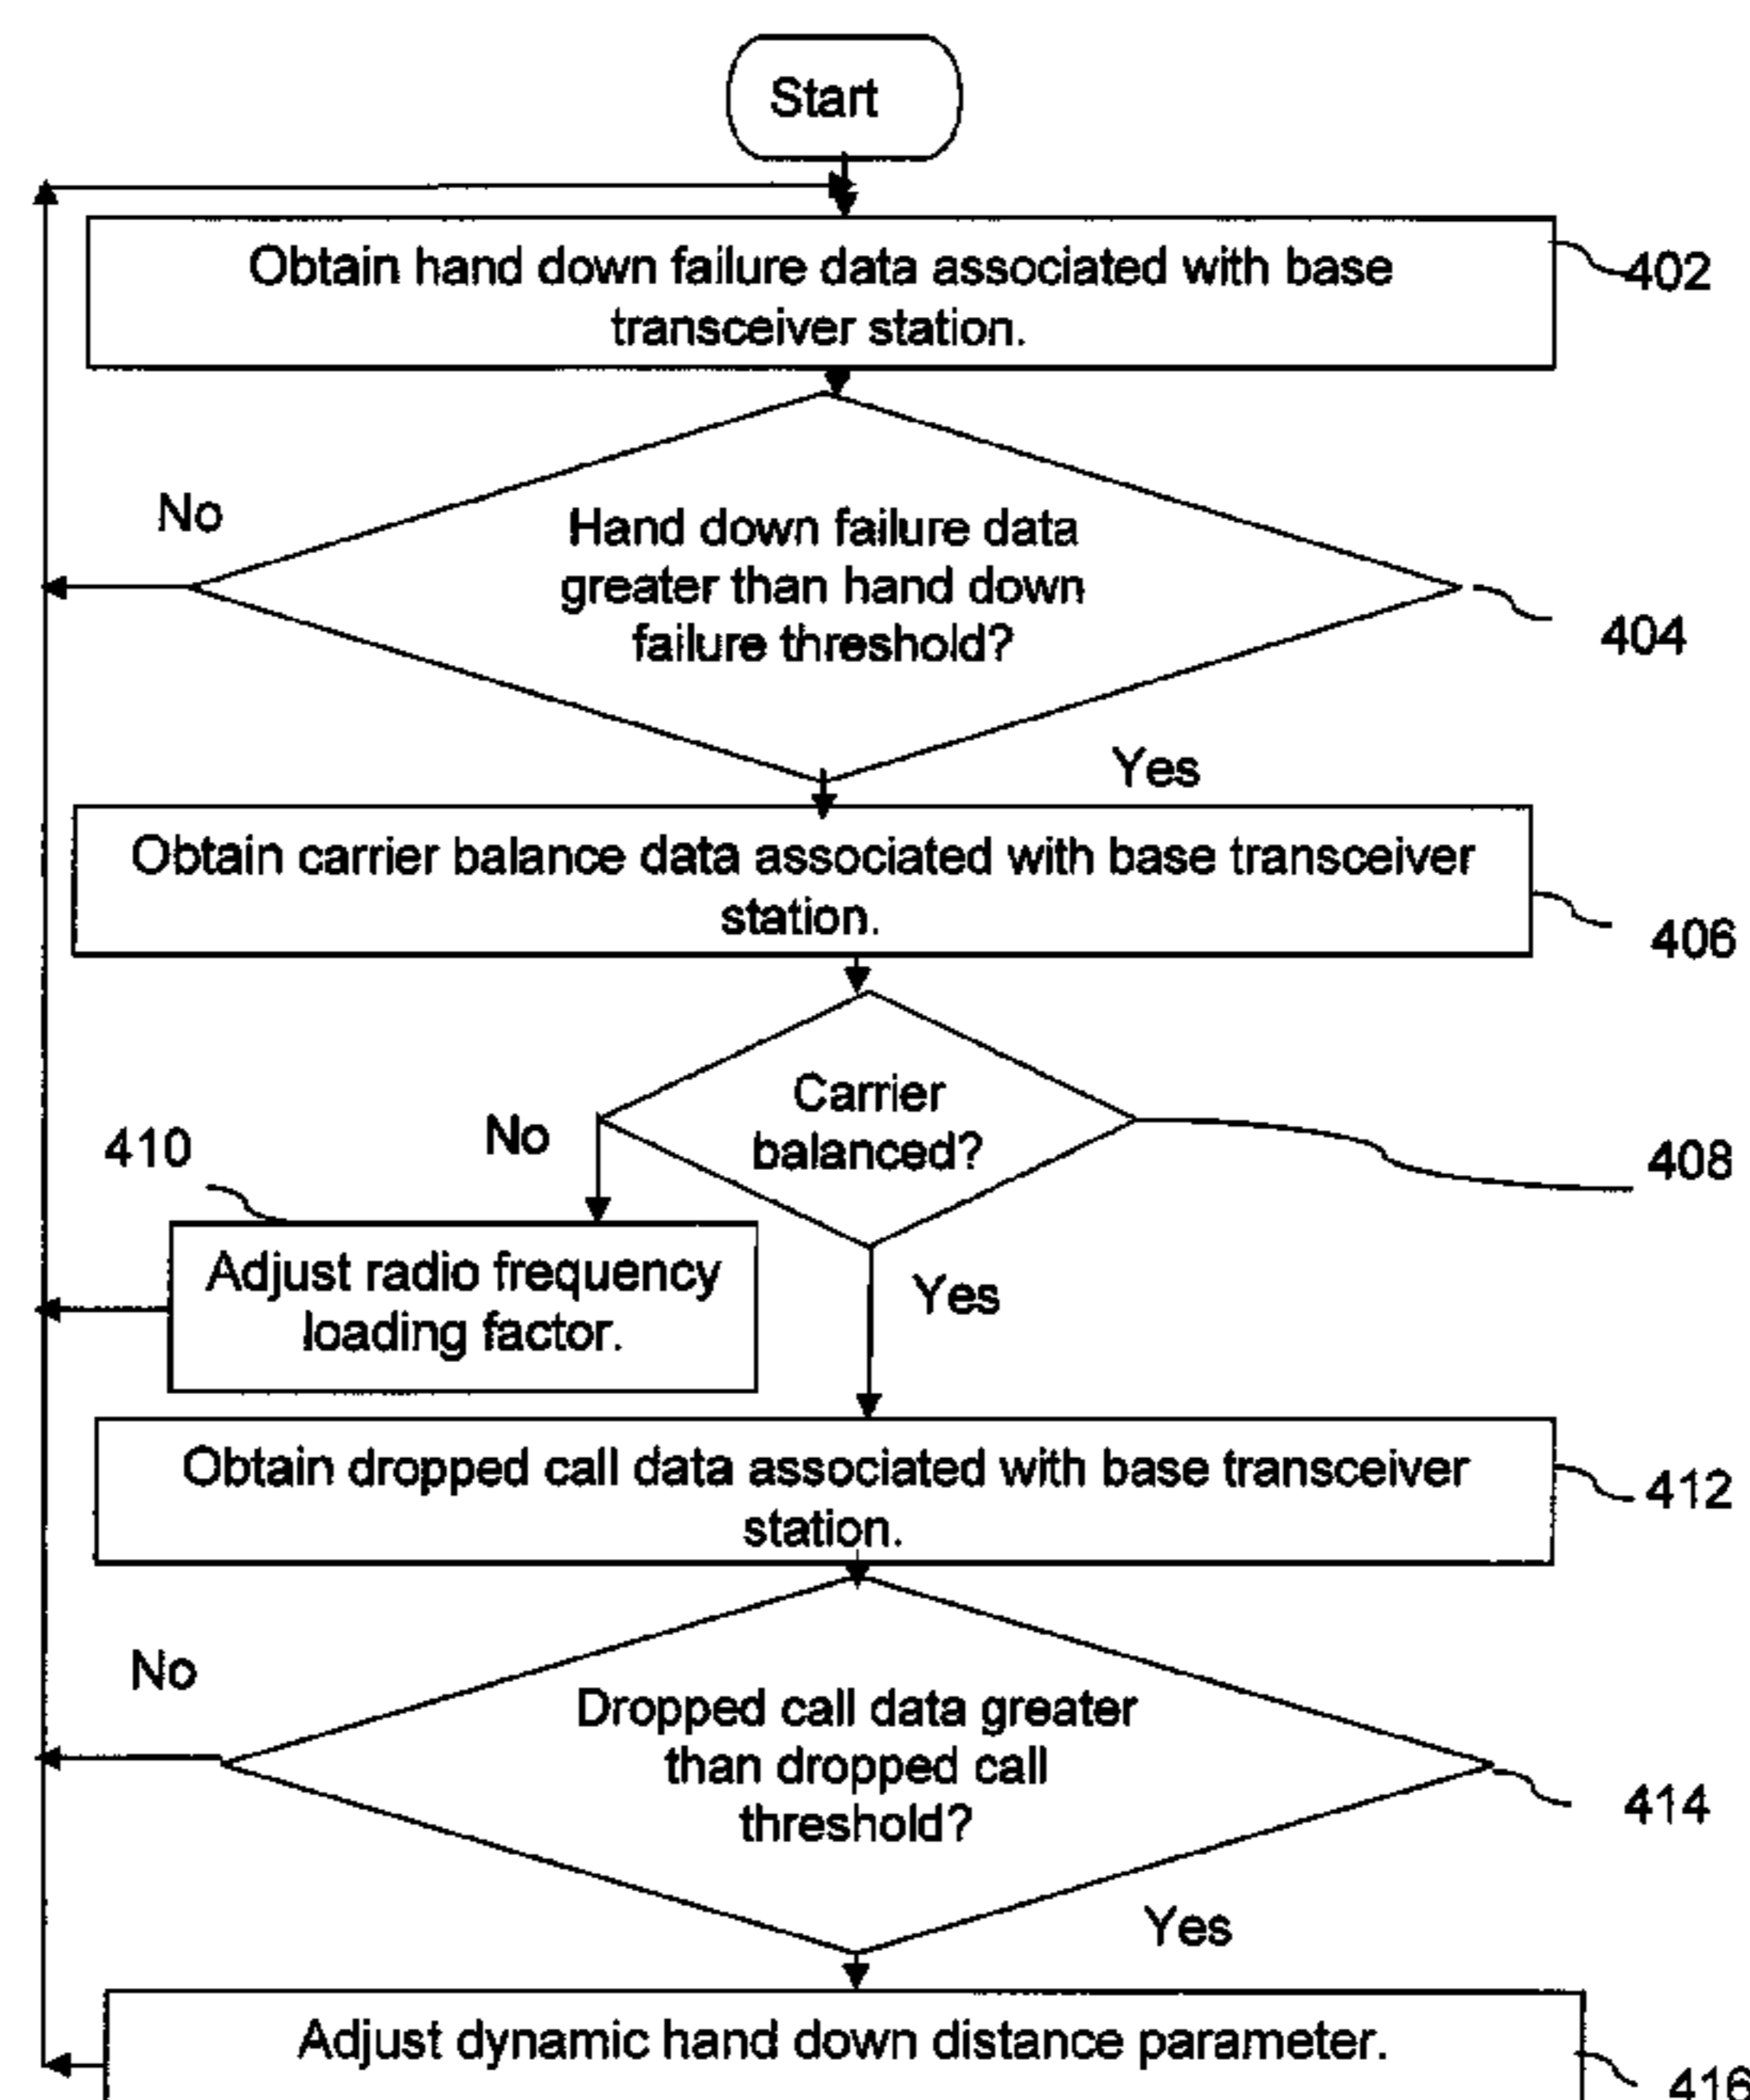 Start
Obtain hand down failure data associated with base
transceiver station.
402
No
Hand down failure data
greater than hand down
failure threshold?
404
Yes
Obtain carrier balance data associated with base transceiver
station.
406
Carrier
balanced?
No
408
410
Adjust radio frequency
loading factor.
Yes
Obtain dropped call data associated with base transceiver
station.
412
No
Dropped call data greater
than dropped call
threshold?
414
Yes
Adjust dynamic hand down distance parameter.
416